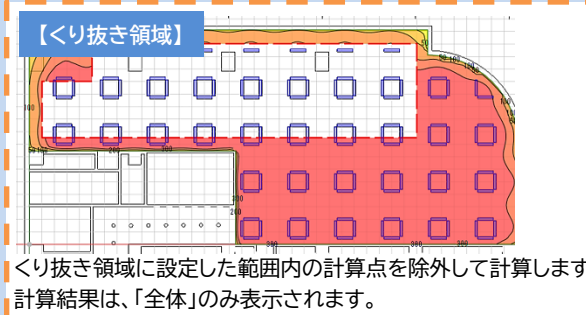 【くり抜き領域】
くり抜き領域に設定した範囲内の計算点を除外して計算します
計算結果は、「全体」のみ表示されます。